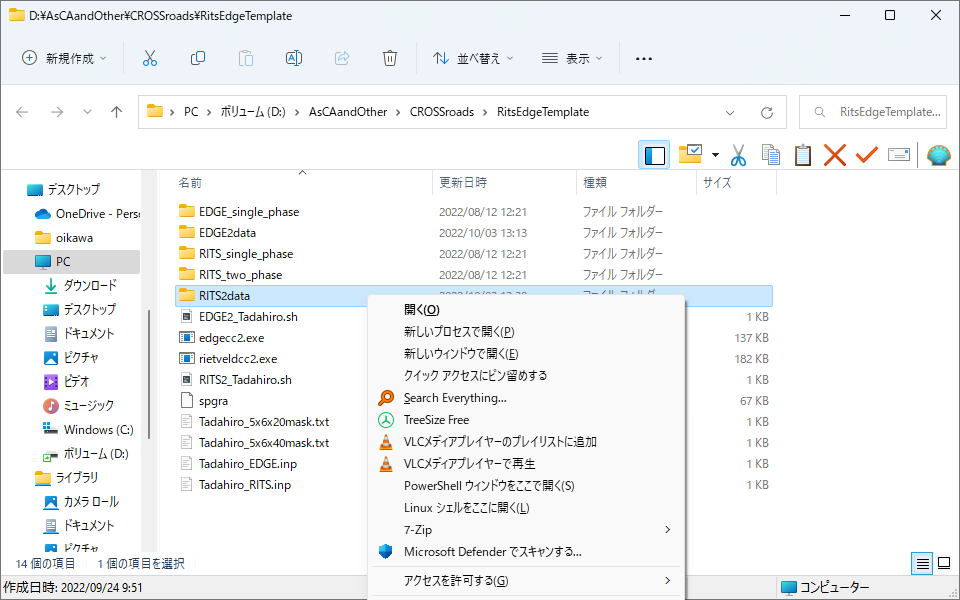 D:¥AsCAandOther¥CROSSroads¥RitsEdgeTemplate
新規作成
並べ替え
表示
PC
ボリューム (D:)
AsCAandOther
CROSSroads
RitsEdgeTemplate
RitsEdgeTemplate...
名前 更新日時 種類 サイズ
デスクトップ
OneDrive - Pers
oikawa
PC
ダウンロード
デスクトップ
ドキュメント
ピクチャ
ビデオ
ミュージック
Windows (C:)
ボリューム (D:)
ライブラリ
カメラ ロール
ドキュメント
ピクチャ
EDGE_single_phase 2022/08/12 12:21 ファイル フォルダー
EDGE2data 2022/10/03 13:13 ファイル フォルダー
RITS_single_phase 2022/08/12 12:21 ファイル フォルダー
RITS_two_phase 2022/08/12 12:21 ファイル フォルダー
RITS2data
EDGE2_Tadahiro.sh 1 KB
edgecc2.exe 137 KB
rietveldcc2.exe 182 KB
RITS2_Tadahiro.sh 1 KB
spgra 67 KB
Tadahiro_5x6x20mask.txt 1 KB
Tadahiro_5x6x40mask.txt 1 KB
Tadahiro_EDGE.inp 1 KB
Tadahiro_RITS.inp 1 KB
開く(O)
新しいプロセスで開く(P)
新しいウィンドウで開く(E)
クイック アクセスにピン留めする
Search Everything...
TreeSize Free
VLCメディアプレイヤーのプレイリストに追加
VLCメディアプレイヤーで再生
PowerShell ウィンドウをここで開く(S)
Linux シェルをここに開く(L)
7-Zip
Microsoft Defender でスキャンする...
アクセスを許可する(G)
14 個の項目 1 個の項目を選択
作成日時: 2022/09/24 9:51
コンピューター